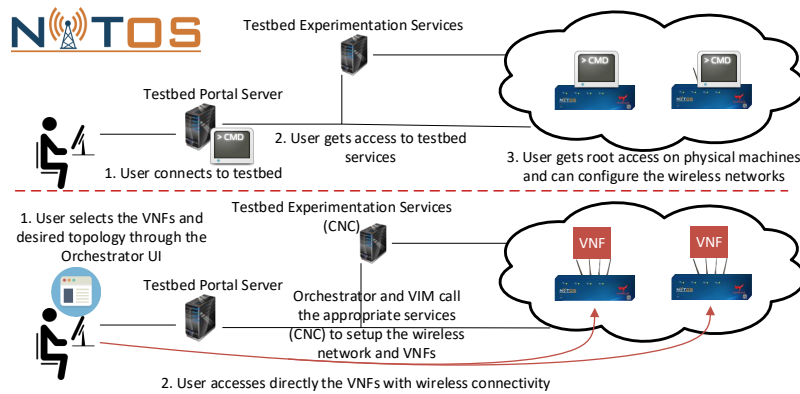 NITOS
Testbed Experimentation Services
> CMD
> CMD
NITOS
NITOS
Testbed Portal Server
> CMD
2. User gets access to testbed
services
1. User connects to testbed
3. User gets root access on physical machines
and can configure the wireless networks
1. User selects the VNFs and
desired topology through the
Orchestrator UI
Testbed Experimentation Services
(CNC)
VNF
VNF
NITOS
NITOS
Testbed Portal Server
Orchestrator and VIM call
the appropriate services
(CNC) to setup the wireless
network and VNFs
2. User accesses directly the VNFs with wireless connectivity